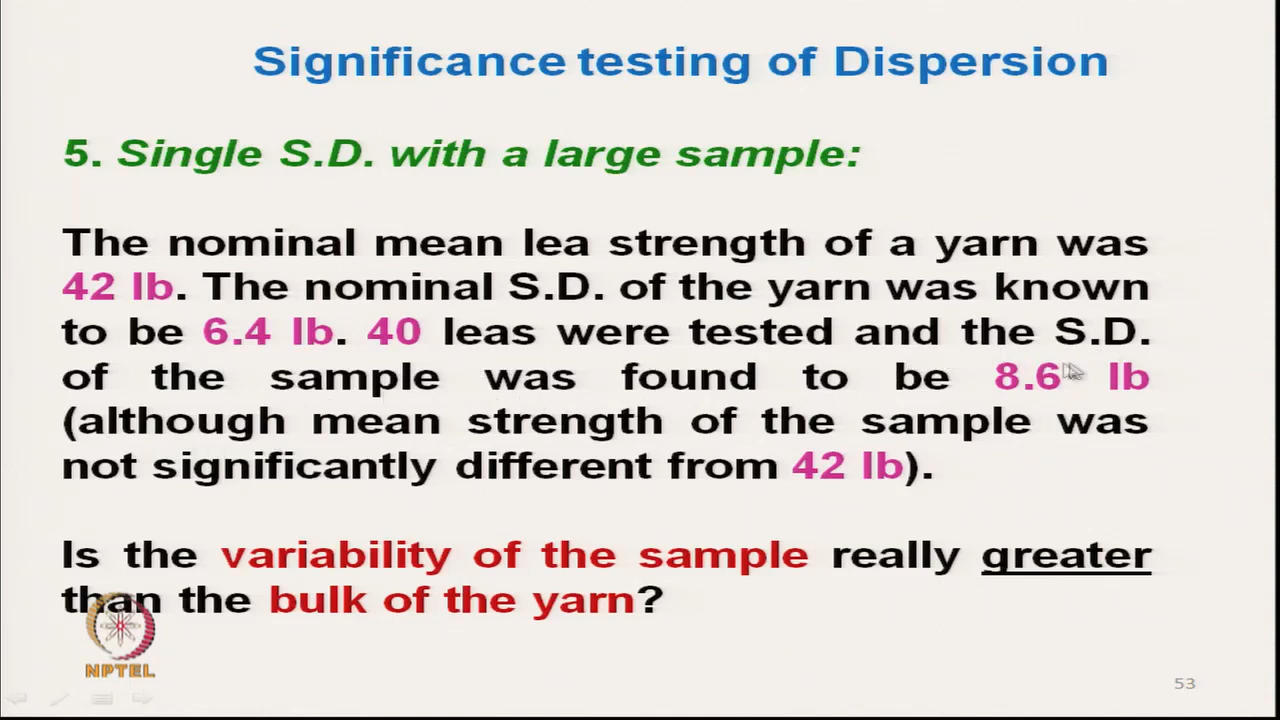 Significance testing of Dispersion
5. Single S.D. with a large sample:
The nominal mean lea strength of a yarn was
42 lb. The nominal S.D. of the yarn was known
to be 6.4 lb. 40 leas were tested and the S.D.
of the sample was found to be 8.6 lb
(although mean strength of the sample was
not significantly different from 42 lb).
Is the variability of the sample really greater
than the bulk of the yarn?
NPTEL
53